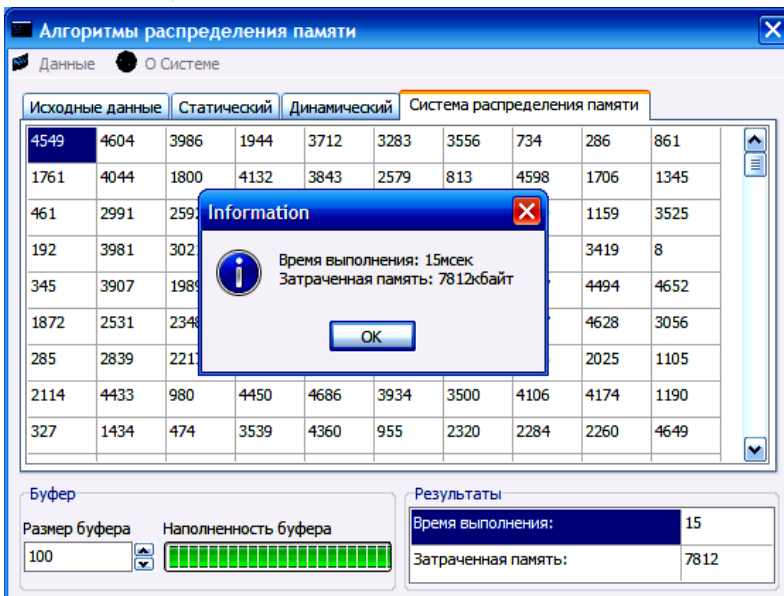 Алгоритмы распределения памяти
Данные О Системе
Исходные данные Статический Динамический Система распределения памяти
4549 4604 3986 1944 3712 3283 3556 734 286 861
1761 4044 1800 4132 3843 2579 813 4598 1706 1345
461 2991 1159 3525
192 3981 3419 8
345 3907 4494 4652
1872 2531 4628 3056
285 2839 2025 1105
2114 4433 980 4450 4686 3934 3500 4106 4174 1190
327 1434 474 3539 4360 955 2320 2284 2260 4649
Information
Время выполнения: 15мсек
Затраченная память: 7812кбайт
OK
Буфер
Размер буфера Наполненность буфера
100
Результаты
Время выполнения: 15
Затраченная память: 7812